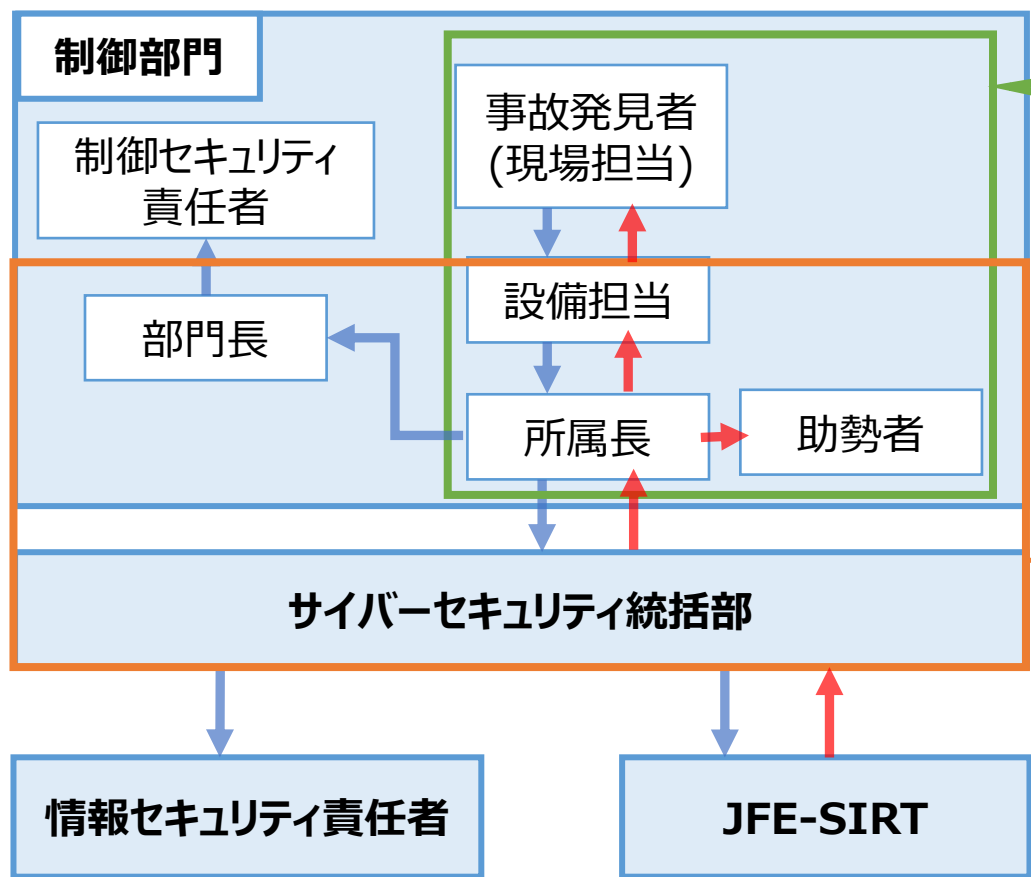 制御部門
事故発見者
(現場担当)
制御セキュリティ
責任者
設備担当
部門長
所属長
助勢者
サイバーセキュリティ統括部
情報セキュリティ責任者
JFE-SIRT